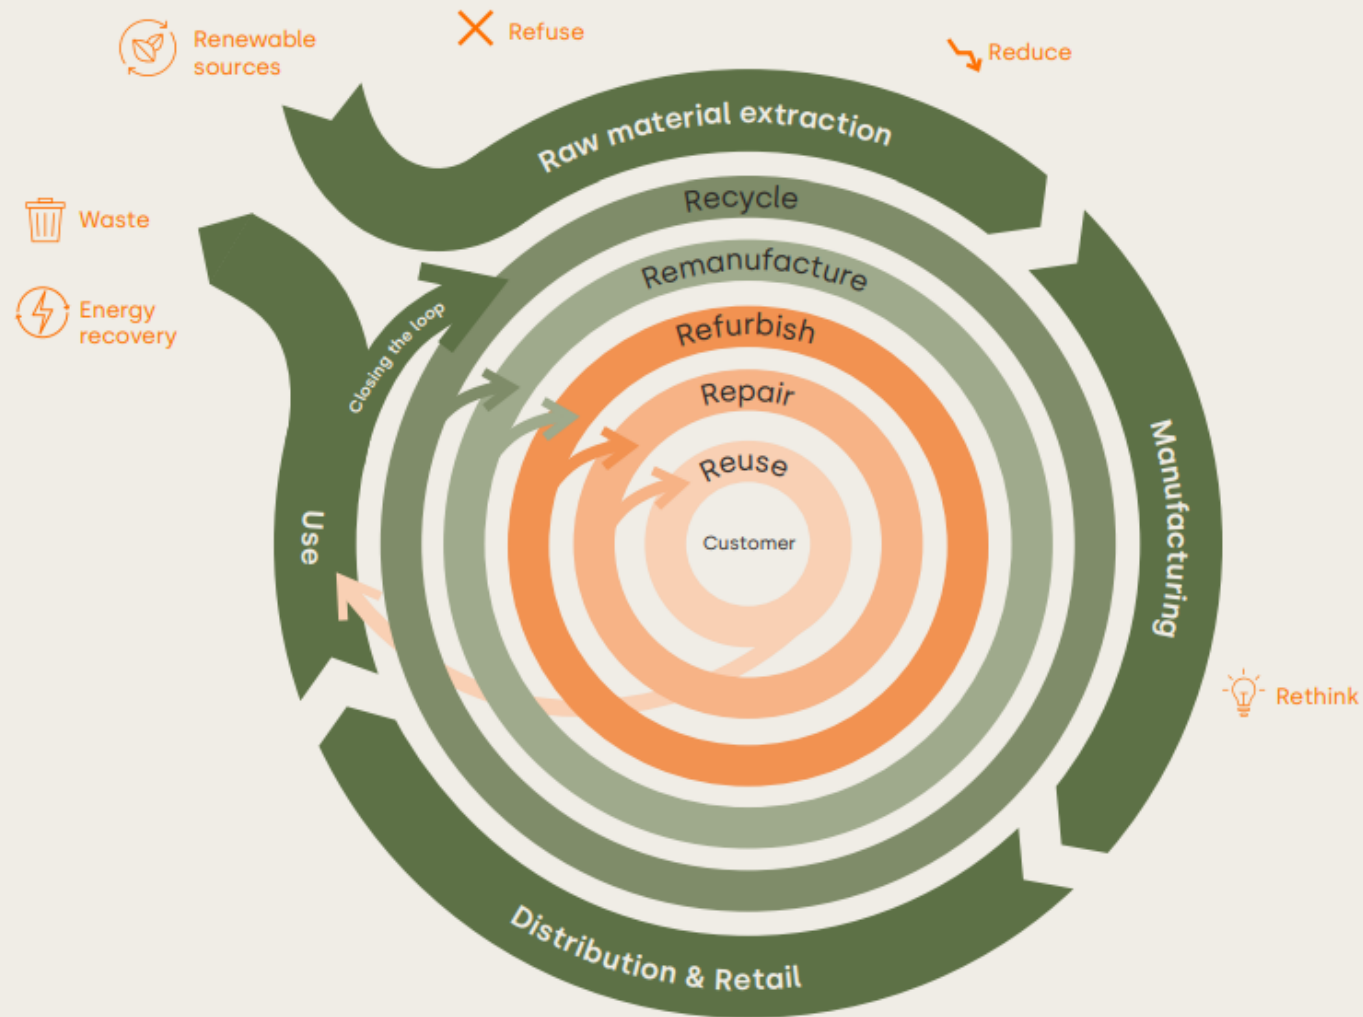 Renewable
sources
Refuse
Reduce
Raw material extraction
Waste
Energy
recovery
Recycle
Remanufacture
Refurbish
Repair
Reuse
Customer
Closing the loop
Use
Manufacturing
Rethink
Distribution & Retail